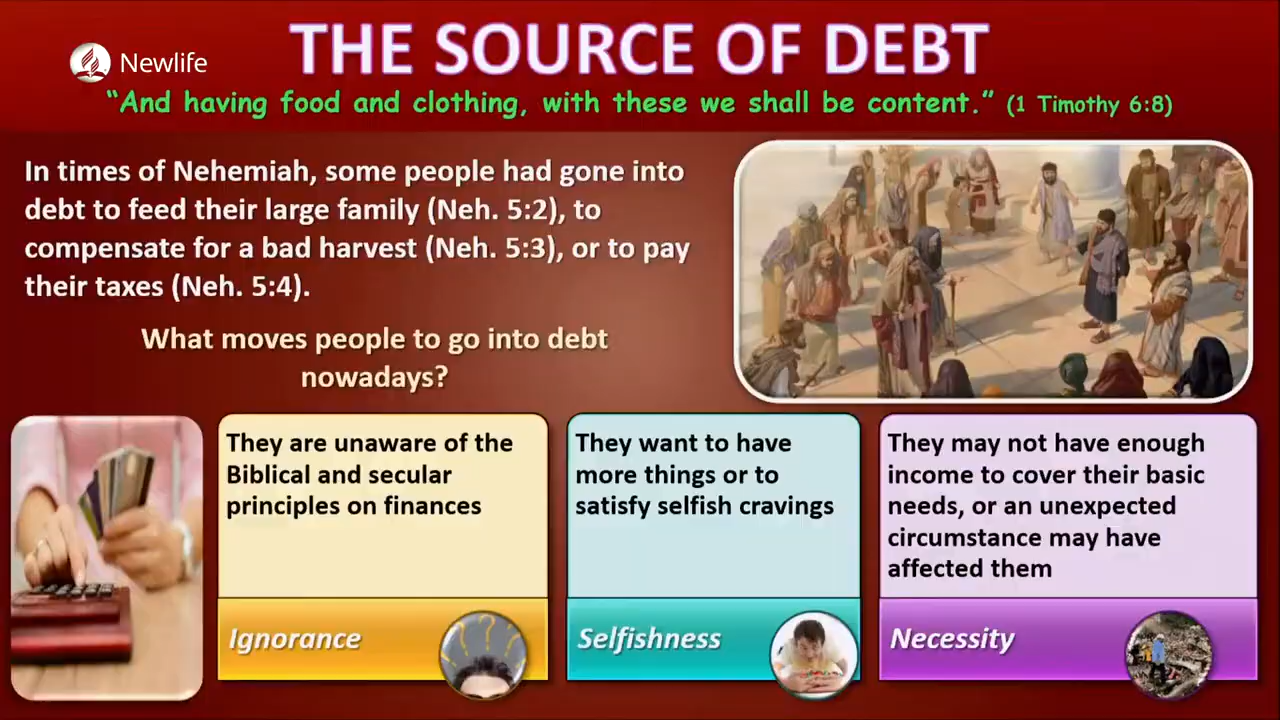 Newlife
THE SOURCE OF DEBT
“And having food and clothing, with these we shall be content.” (1 Timothy 6:8)
In times of Nehemiah, some people had gone into
debt to feed their large family (Neh. 5:2), to
compensate for a bad harvest (Neh. 5:3), or to pay
their taxes (Neh. 5:4).
What moves people to go into debt
nowadays?
They are unaware of the
Biblical and secular
principles on finances
Ignorance
They want to have
more things or to
satisfy selfish cravings
Selfishness
They may not have enough
income to cover their basic
needs, or an unexpected
circumstance may have
affected them
Necessity